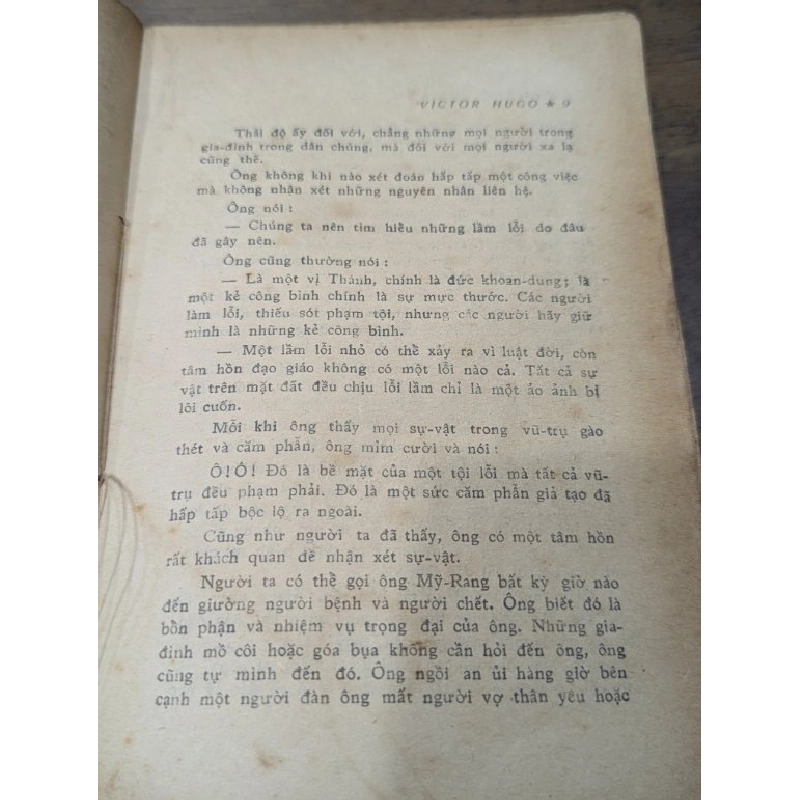 VICTOR HUGO ★ 9
Thái độ ấy đối với, chẳng những mọi người trong
gia-đình trong dân chúng, mà đối với mọi người xa lạ
cũng thế.
Ông không khi nào xét đoán hấp tấp một công việc
mà không nhận xét những nguyên nhân liên hệ.
Ông nói :
— Chúng ta nên tìm hiểu những lầm lỗi do đâu
đã gây nên.
Ông cũng thường nói :
— Là một vị Thánh, chính là đức khoan-dung; là
một kẻ công bình chính là sự mực thước. Các người
làm lỗi, thiếu sót phạm tội, nhưng các người hãy giữ
mình là những kẻ công bình.
— Một lầm lỗi nhỏ có thể xảy ra vì luật đời, còn
tâm hồn đạo giáo không có một lỗi nào cả. Tất cả sự
vật trên mặt đất đều chịu lỗi lầm chỉ là một ảo ảnh bị
lôi cuốn.
Mỗi khi ông thấy mọi sự-vật trong vũ-trụ gào
thét và căm phẫn, ông mỉm cười và nói :
Ô! Ô! Đó là bề mặt của một tội lỗi mà tất cả vũ-
trụ đều phạm phải. Đó là một sức căm phẫn giả tạo đã
hấp tấp bộc lộ ra ngoài.
Cũng như người ta đã thấy, ông có một tâm hồn
rất khách quan để nhận xét sự-vật.
Người ta có thể gọi ông Mỹ-Rang bất kỳ giờ nào
đến giường người bệnh và người chết. Ông biết đó là
bồn phận và nhiệm vụ trọng đại của ông. Những gia-
đình mồ côi hoặc góa bụa không cần hỏi đến ông, ông
cũng tự mình đến đó. Ông ngồi an ủi hàng giờ bên
cạnh một người đàn ông mất người vợ thân yêu hoặc